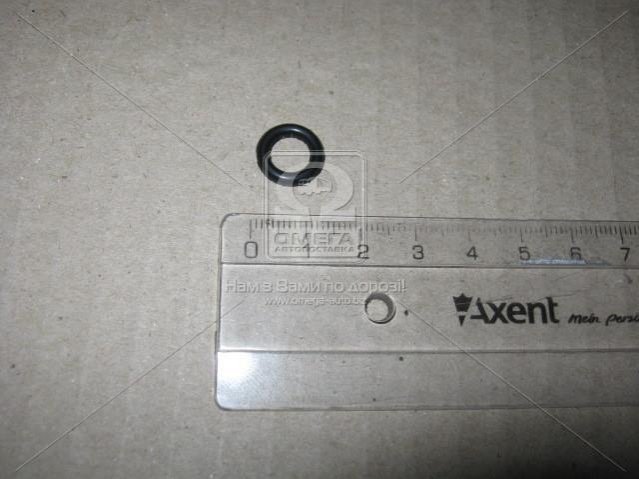 ОМЕГА
АВТОПОСТАВКА
0 1 2 3 4 5 6 7
Нам з Вами по дорозі!
www.omega-auto.biz
Axent mein